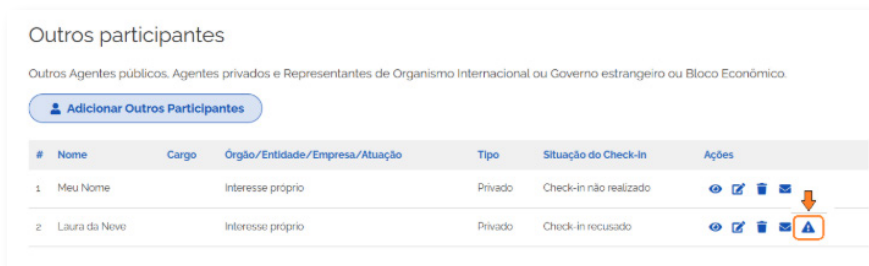 Outros participantes
Outros Agentes públicos, Agentes privados e Representantes de Organismo Internacional ou Governo estrangeiro ou Bloco Econômico.
Adicionar Outros Participantes
# Nome Cargo Órgão/Entidade/Empresa/Atuação Tipo Situação do Check-in Ações
1 Meu Nome Interesse próprio Privado Check-in não realizado
2 Laura da Neve Interesse próprio Privado Check-in recusado